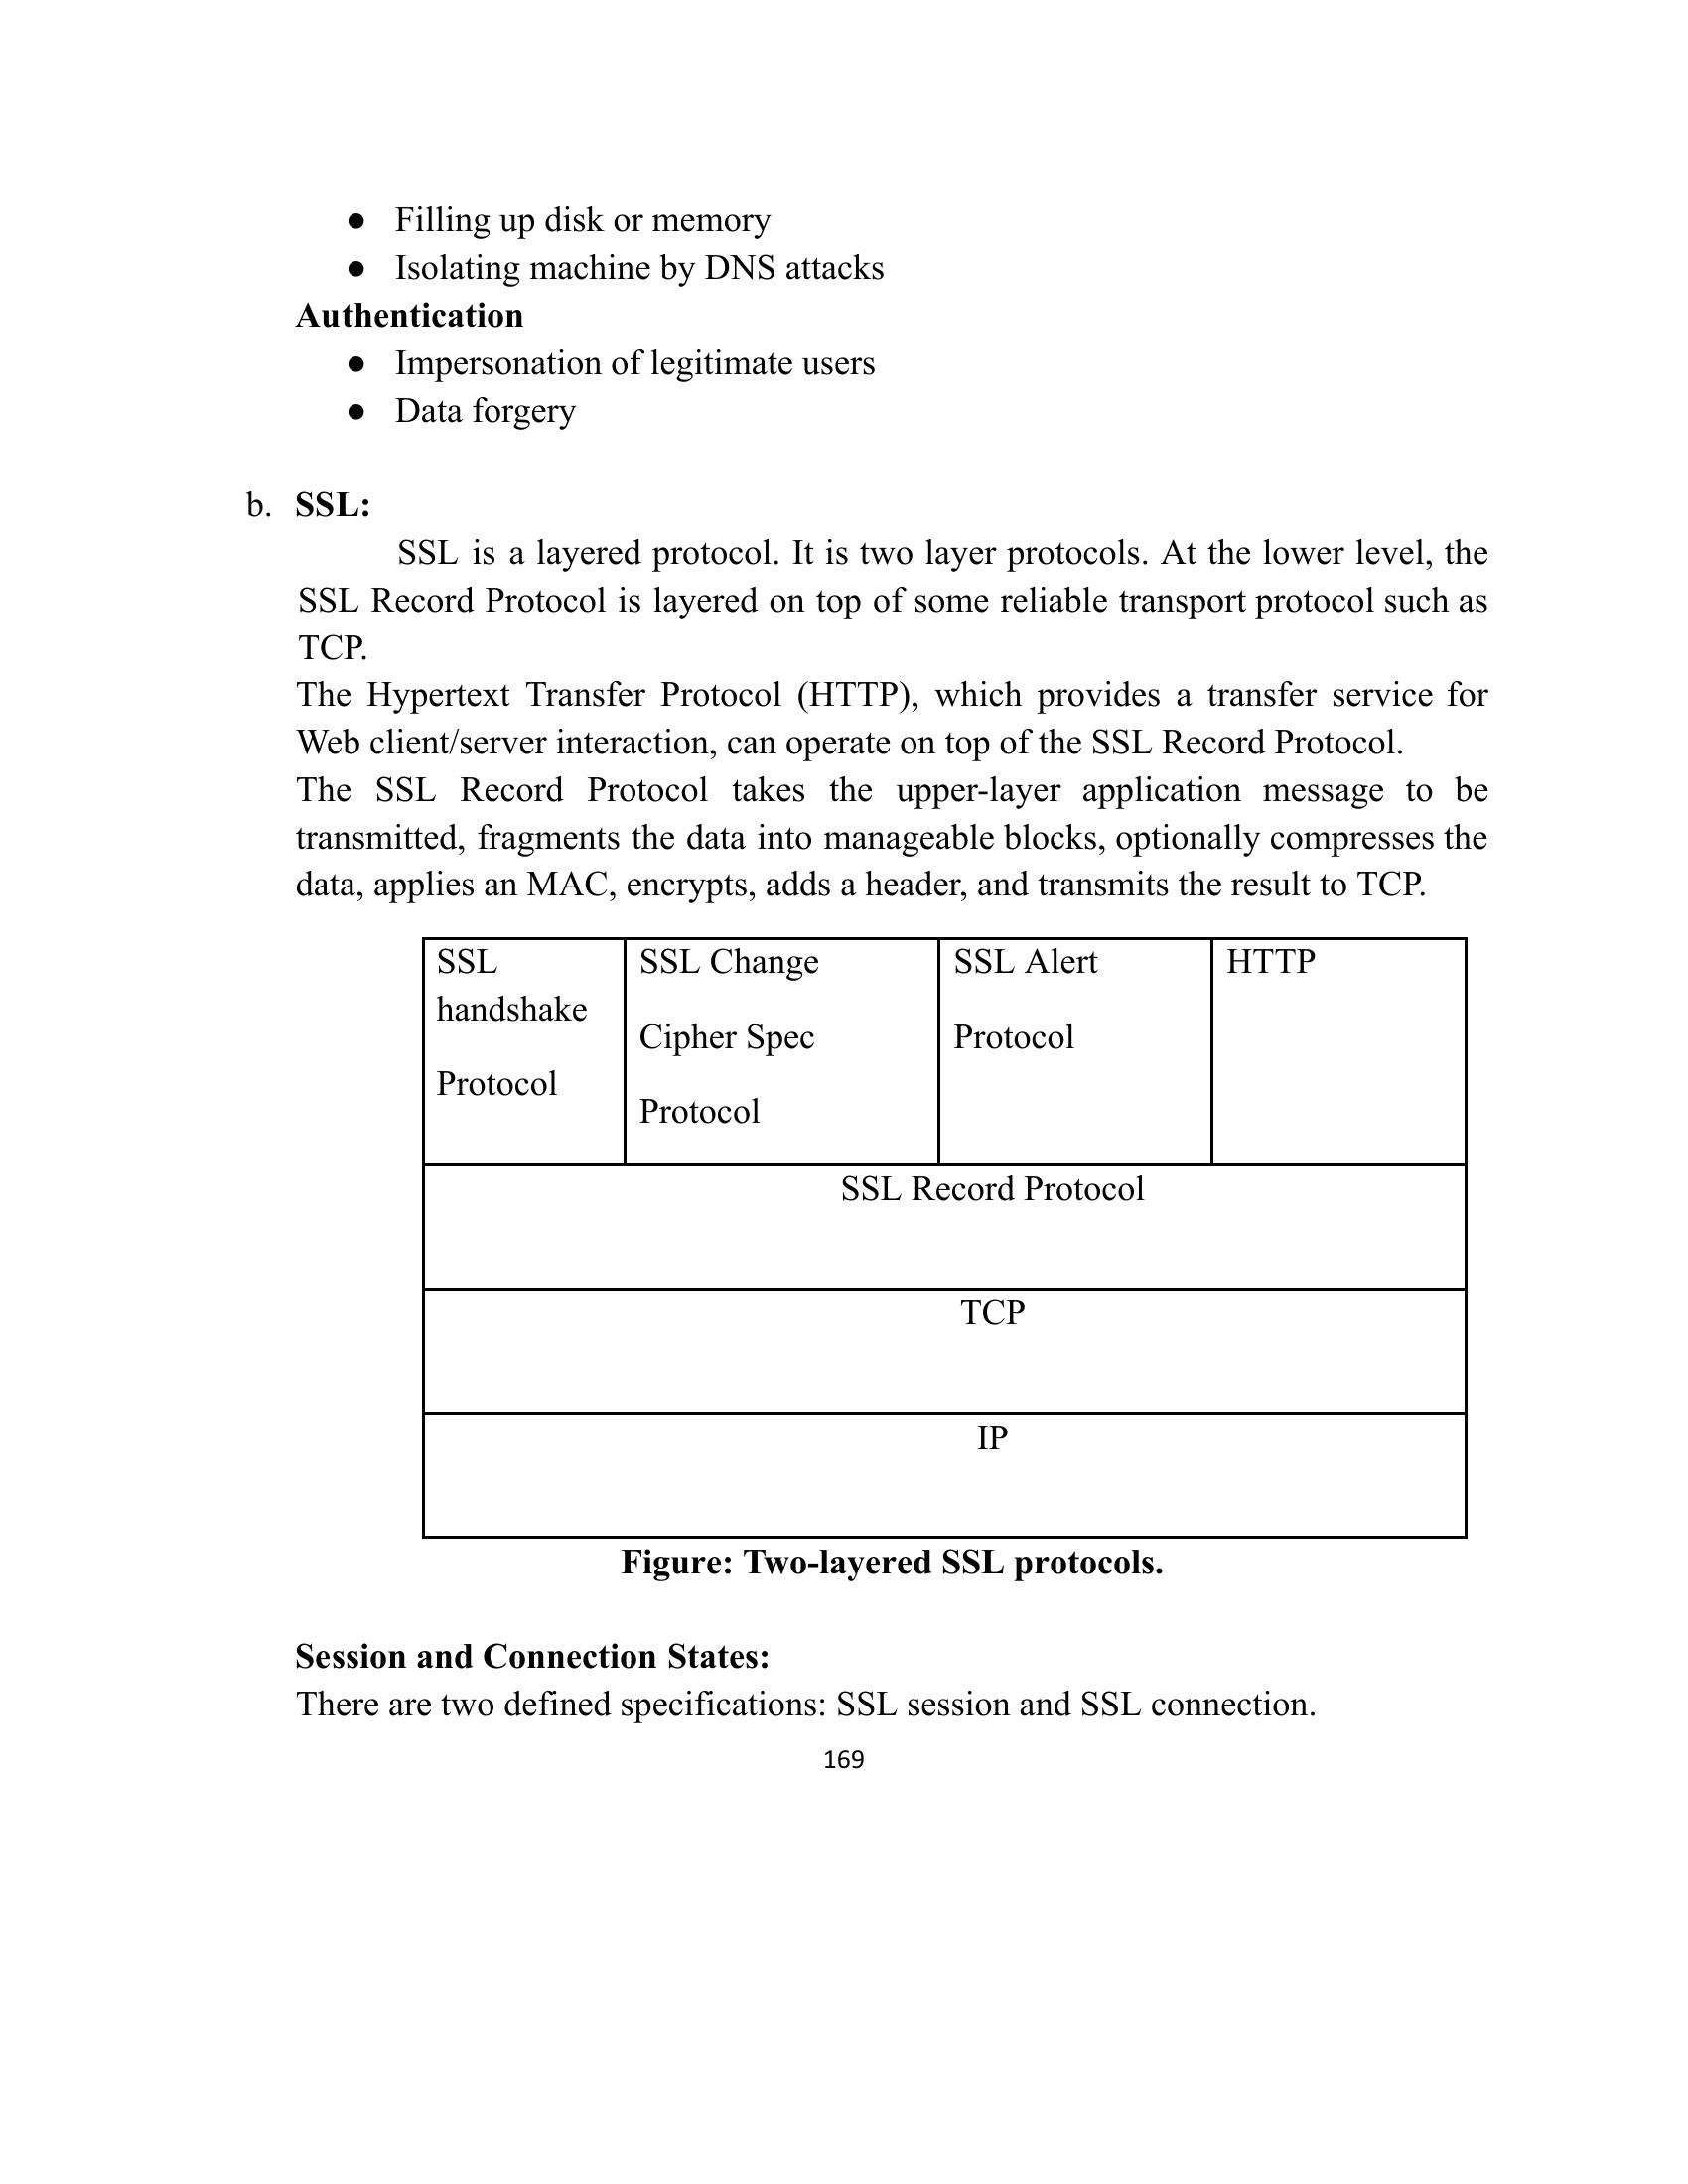 ● Filling up disk or memory
● Isolating machine by DNS attacks
Authentication
● Impersonation of legitimate users
● Data forgery
b. SSL:
SSL is a layered protocol. It is two layer protocols. At the lower level, the
SSL Record Protocol is layered on top of some reliable transport protocol such as
TCP.
The Hypertext Transfer Protocol (HTTP), which provides a transfer service for
Web client/server interaction, can operate on top of the SSL Record Protocol.
The SSL Record Protocol takes the upper-layer application message to be
transmitted, fragments the data into manageable blocks, optionally compresses the
data, applies an MAC, encrypts, adds a header, and transmits the result to TCP.
SSL
handshake
Protocol
SSL Change
Cipher Spec
Protocol
SSL Alert
Protocol
HTTP
SSL Record Protocol
TCP
IP
Figure: Two-layered SSL protocols.
Session and Connection States:
There are two defined specifications: SSL session and SSL connection.
169